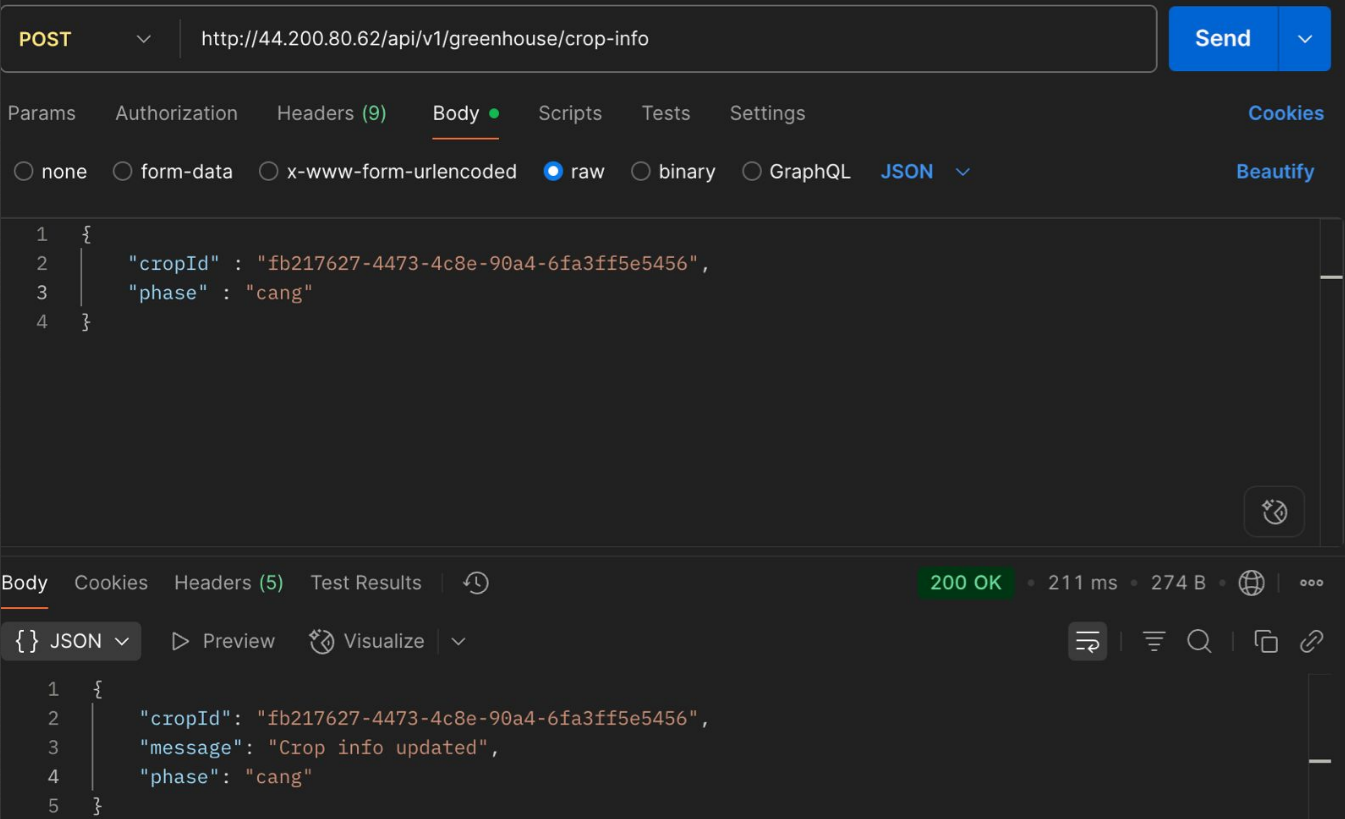 POST http://44.200.80.62/api/v1/greenhouse/crop-info Send
Params Authorization Headers (9) Body Scripts Tests Settings Cookies
none form-data x-www-form-urlencoded raw binary GraphQL JSON Beautify
1 {
2 "cropId" : "fb217627-4473-4c8e-90a4-6fa3ff5e5456",
3 "phase" : "cang"
4 }
Body Cookies Headers (5) Test Results 200 OK • 211 ms • 274 B •
{} JSON Preview Visualize
1 {
2 "cropId": "fb217627-4473-4c8e-90a4-6fa3ff5e5456",
3 "message": "Crop info updated",
4 "phase": "cang"
5 }